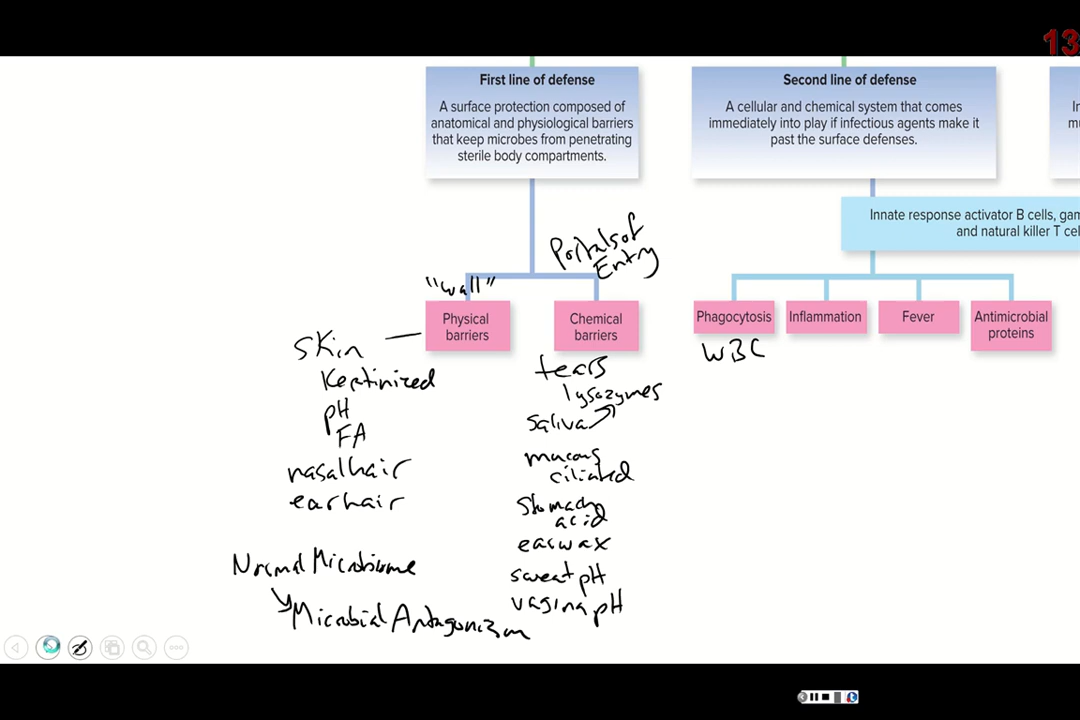 13
First line of defense
A surface protection composed of
anatomical and physiological barriers
that keep microbes from penetrating
sterile body compartments.
Second line of defense
A cellular and chemical system that comes
immediately into play if infectious agents make it
past the surface defenses.
In
mu
Innate response activator B cells, gam
and natural killer T cel
Portals of
Entry
"wall"
Physical
barriers
Chemical
barriers
Phagocytosis
Inflammation
Fever
Antimicrobial
proteins
WBC
skin
Keratinized
pH
FA
nasal hair
ear hair
Normal Microbiome
Microbial Antagonism
tears
lysozymes
saliva
mucous
ciliated
stomach
acid
earwax
sweat pH
vagina pH